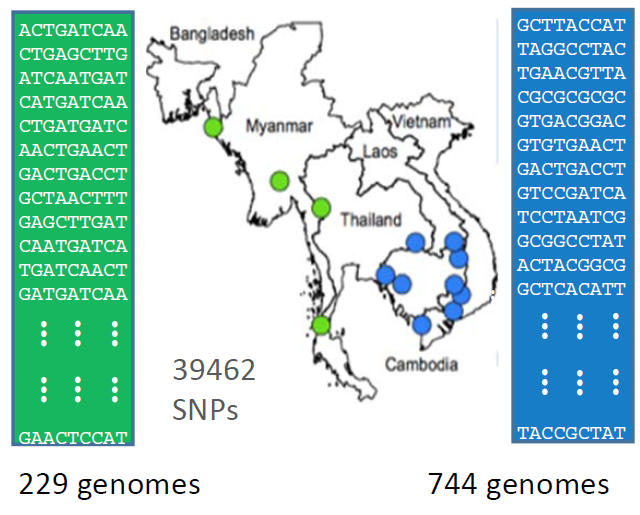 ACTGATCAA
CTGAGCTTG
ATCAATGAT
CATGATCAA
CTGATGATC
AACTGAACT
GACTGACCT
GCTAACTTT
GAGCTTGAT
CAATGATCA
TGATCAACT
GATGATCAA
GAACTCCAT
229 genomes
Bangladesh
Myanmar
Vietnam
Laos
Thailand
Cambodia
39462
SNPs
GCTTACCAT
TAGGCCTAC
TGAACGTTA
CGCGCGCGC
GTGACGGAC
GTGTGAACT
GACTGACCT
GTCCGATCA
TCCTAATCG
GCGGCCTAT
ACTACGGCG
GCTCACATT
TACCGCTAT
744 genomes